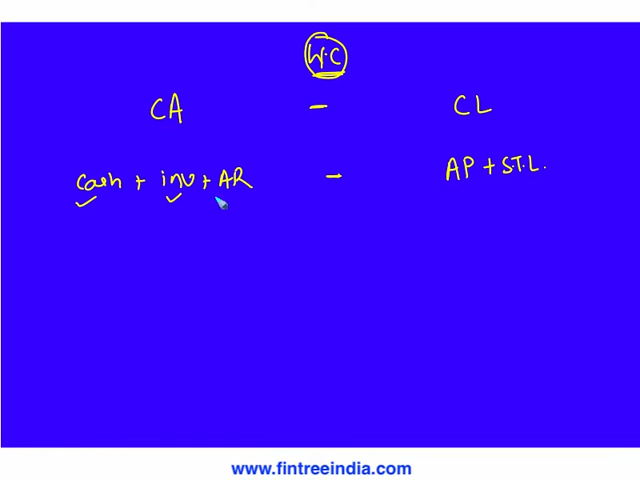 W.C
CA - CL
Cash + inv + AR - AP + S.T.L.
www.fintreeindia.com